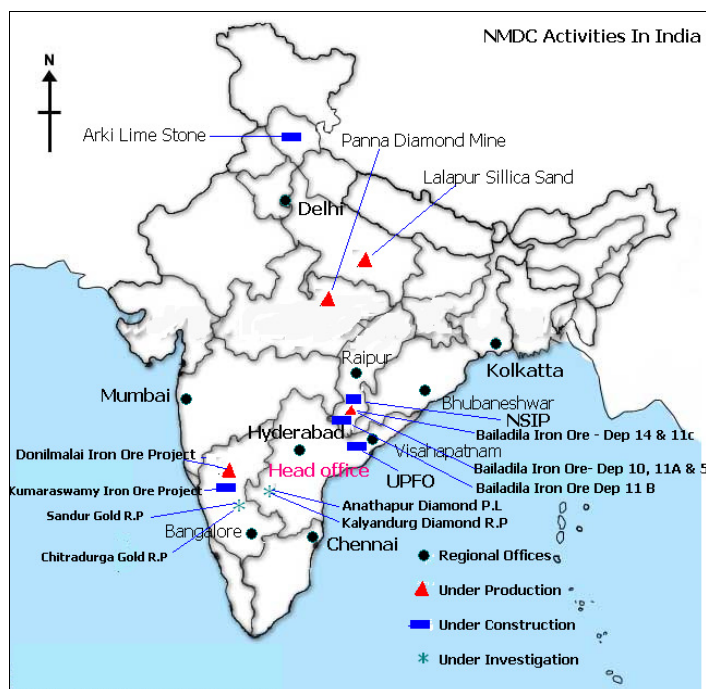 NMDC Activities In India
N
Arki Lime Stone
Panna Diamond Mine
Lalapur Sillica Sand
Delhi
Raipur
Kolkatta
Mumbai
Bhubaneshwar
NSIP
Hyderabad
Bailadila Iron Ore - Dep 14 & 11c
Donilmalai Iron Ore Project
Visahapatnam
Head office
Bailadila Iron Ore- Dep 10, 11A & 5
UPFO
Bailadila Iron Ore Dep 11 B
Kumaraswamy Iron Ore Project
Anathapur Diamond P.L
Sandur Gold R.P
Kalyandurg Diamond R.P
Bangalore
Chennai
Chitradurga Gold R.P
Regional Offices
Under Production
Under Construction
Under Investigation